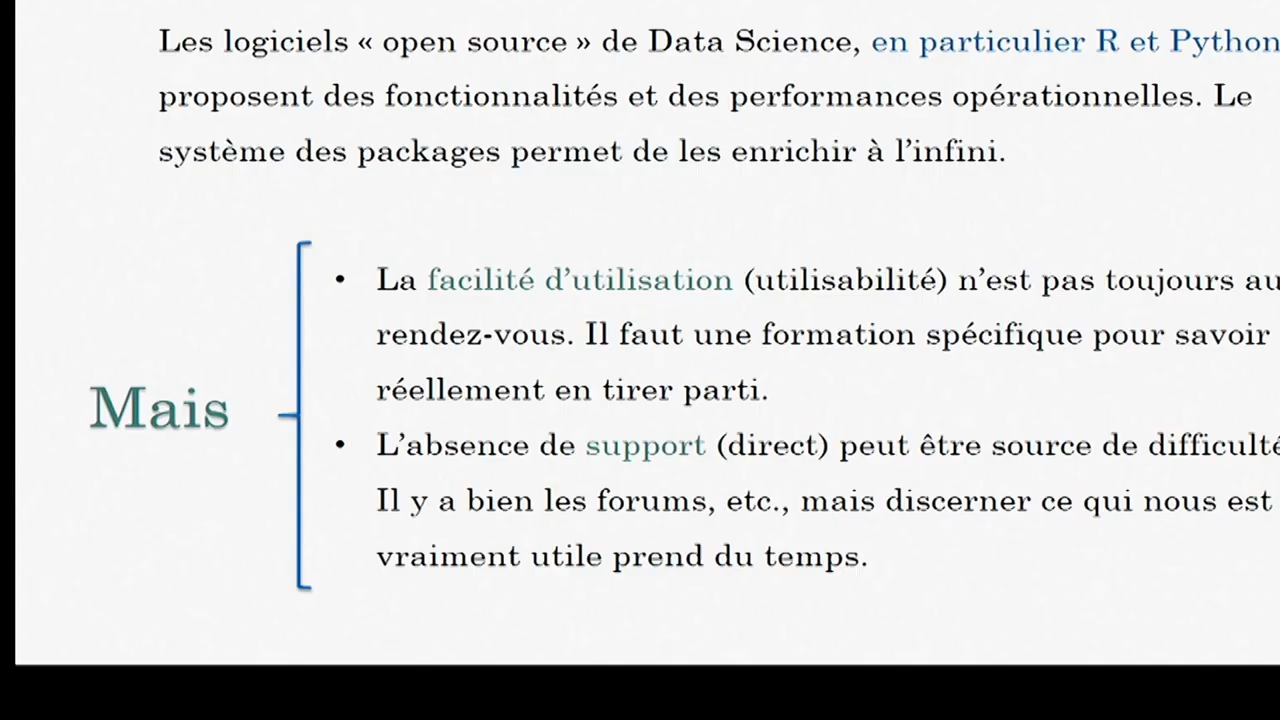 Les logiciels « open source » de Data Science, en particulier R et Python
proposent des fonctionnalités et des performances opérationnelles. Le
système des packages permet de les enrichir à l’infini.
• La facilité d’utilisation (utilisabilité) n’est pas toujours au
rendez-vous. Il faut une formation spécifique pour savoir
réellement en tirer parti.
Mais
• L’absence de support (direct) peut être source de difficulté
Il y a bien les forums, etc., mais discerner ce qui nous est
vraiment utile prend du temps.